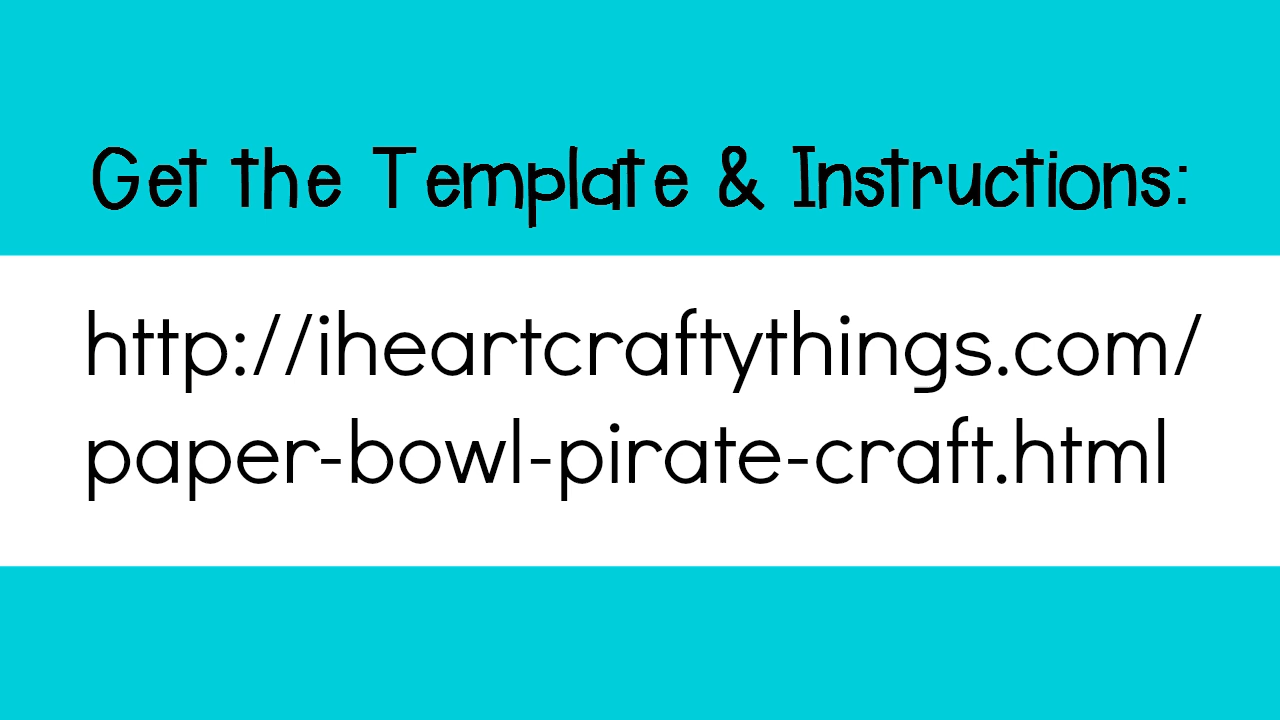 Get the Template & Instructions:
http://iheartcraftythings.com/
paper-bowl-pirate-craft.html